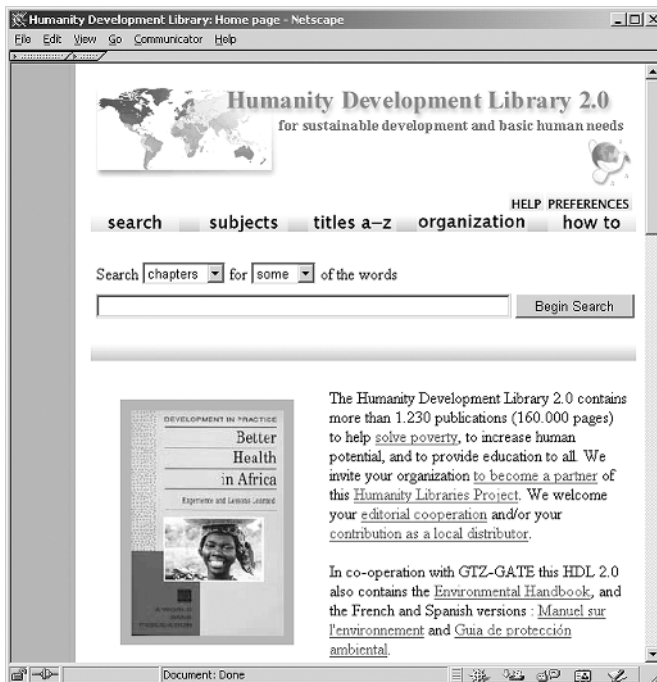 Humanity Development Library: Home page - Netscape
File Edit View Go Communicator Help
Humanity Development Library 2.0
for sustainable development and basic human needs
HELP PREFERENCES
search subjects titles a–z organization how to
Search chapters for some of the words
Begin Search
DEVELOPMENT IN PRACTICE
Better
Health
in Africa
Experience and Lessons Learned
The Humanity Development Library 2.0 contains
more than 1.230 publications (160.000 pages)
to help solve poverty, to increase human
potential, and to provide education to all. We
invite your organization to become a partner of
this Humanity Libraries Project. We welcome
your editorial cooperation and/or your
contribution as a local distributor.
In co-operation with GTZ-GATE this HDL 2.0
also contains the Environmental Handbook, and
the French and Spanish versions : Manuel sur
l'environnement and Guia de protección
ambiental.
Document: Done